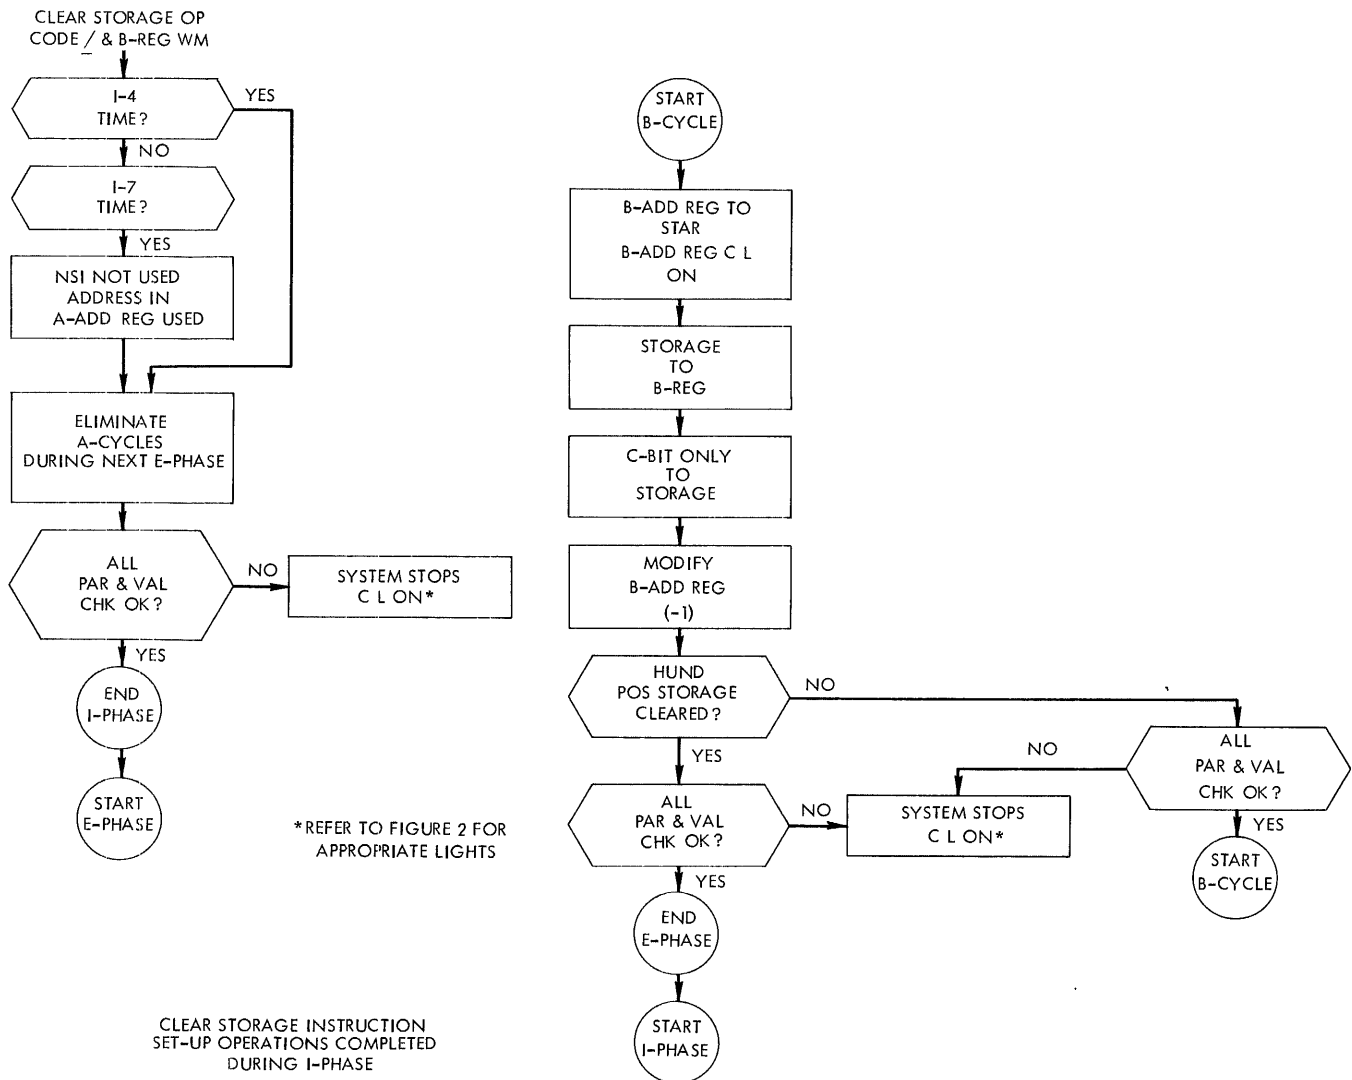 CLEAR STORAGE OP
CODE / & B-REG WM
I-4
TIME?
YES
NO
I-7
TIME?
YES
NSI NOT USED
ADDRESS IN
A-ADD REG USED
ELIMINATE
A-CYCLES
DURING NEXT E-PHASE
ALL
PAR & VAL
CHK OK?
NO
SYSTEM STOPS
C L ON*
YES
END
I-PHASE
START
E-PHASE
*REFER TO FIGURE 2 FOR
APPROPRIATE LIGHTS
CLEAR STORAGE INSTRUCTION
SET-UP OPERATIONS COMPLETED
DURING I-PHASE
START
B-CYCLE
B-ADD REG TO
STAR
B-ADD REG C L
ON
STORAGE
TO
B-REG
C-BIT ONLY
TO
STORAGE
MODIFY
B-ADD REG
(-1)
HUND
POS STORAGE
CLEARED?
NO
YES
ALL
PAR & VAL
CHK OK?
NO
SYSTEM STOPS
C L ON*
YES
END
E-PHASE
START
I-PHASE
ALL
PAR & VAL
CHK OK?
NO
YES
START
B-CYCLE